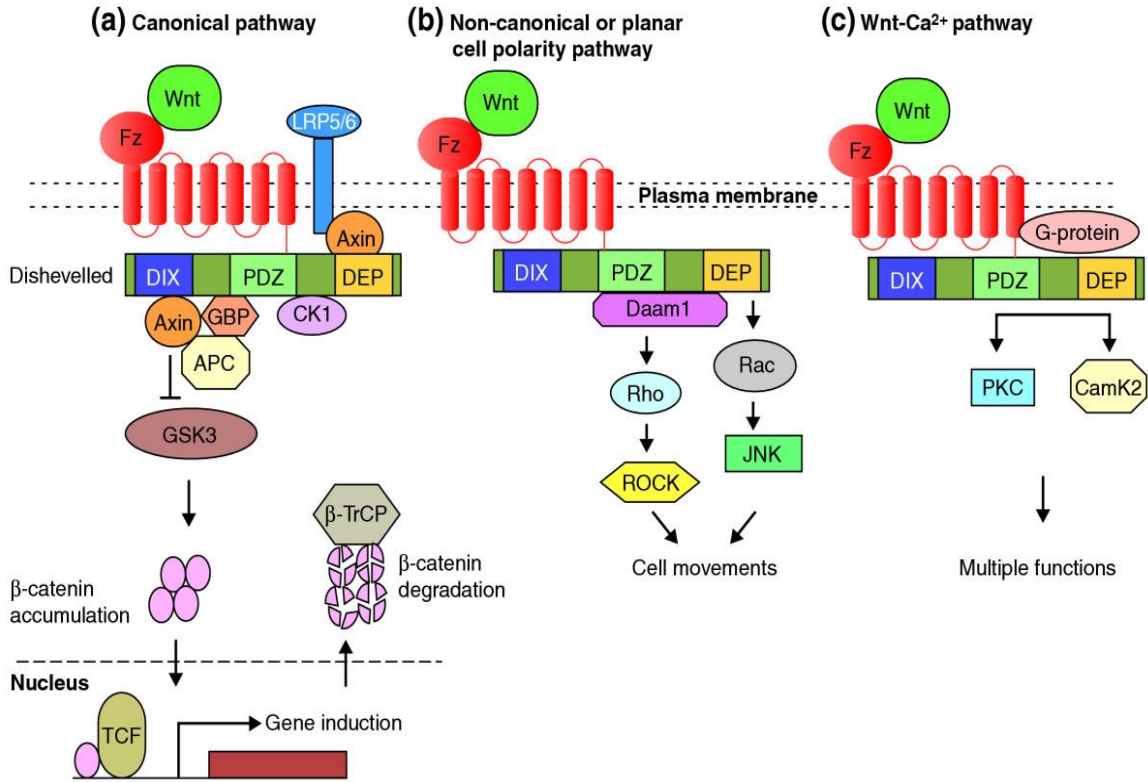 (a) Canonical pathway
Wnt
Fz
LRP5/6
Axin
Dishevelled
DIX
PDZ
DEP
Axin
GBP
CK1
APC
GSK3
β-TrCP
β-catenin
accumulation
β-catenin
degradation
Nucleus
TCF
Gene induction
(b) Non-canonical or planar
cell polarity pathway
Wnt
Fz
Plasma membrane
DIX
PDZ
DEP
Daam1
Rho
Rac
ROCK
JNK
Cell movements
(c) Wnt-Ca²⁺ pathway
Wnt
Fz
G-protein
DIX
PDZ
DEP
PKC
CamK2
Multiple functions